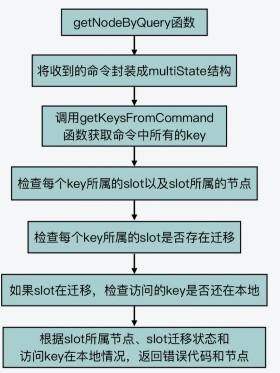 getNodeByQuery函数
将收到的命令封装成multiState结构
调用getKeysFromCommand
函数获取命令中所有的key
检查每个key所属的slot以及slot所属的节点
检查每个key所属的slot是否存在迁移
如果slot在迁移，检查访问的key是否还在本地
根据slot所属节点、slot迁移状态和
访问key在本地情况，返回错误代码和节点